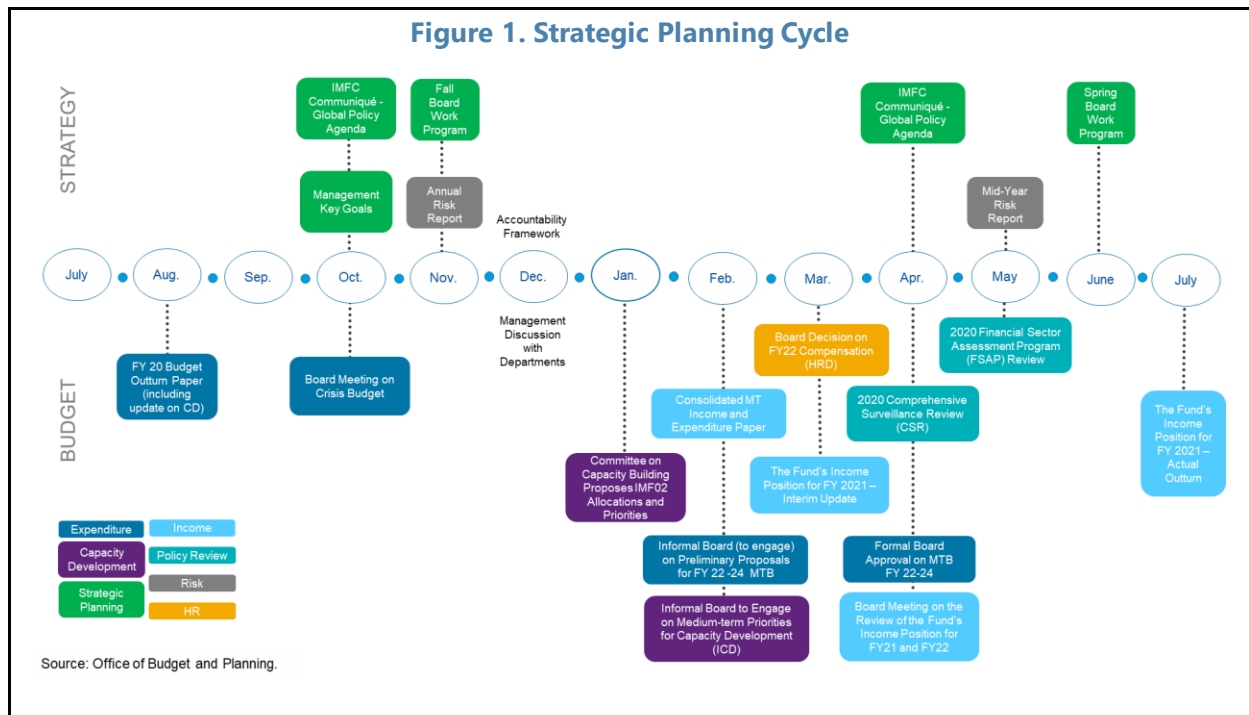 Figure 1. Strategic Planning Cycle
STRATEGY
IMFC
Communiqué -
Global Policy
Agenda
Fall
Board
Work
Program
IMFC
Communiqué -
Global Policy
Agenda
Spring
Board
Work
Program
Management
Key Goals
Annual
Risk
Report
Mid-Year
Risk
Report
Accountability
Framework
July
Aug.
Sep.
Oct.
Nov.
Dec.
Jan.
Feb.
Mar.
Apr.
May
June
July
Management
Discussion
with
Departments
BUDGET
FY 20 Budget
Outturn Paper
(including
update on CD)
Board Meeting on
Crisis Budget
Board Decision on
FY22 Compensation
(HRD)
2020 Financial Sector
Assessment Program
(FSAP) Review
Consolidated MT
Income and
Expenditure Paper
2020 Comprehensive
Surveillance Review
(CSR)
The Fund's
Income
Position for
FY 2021 –
Actual
Outturn
Committee on
Capacity Building
Proposes IMF02
Allocations and
Priorities
The Fund's Income
Position for FY 2021 –
Interim Update
Informal Board (to engage)
on Preliminary Proposals
for FY 22 -24 MTB
Formal Board
Approval on MTB
FY 22-24
Informal Board to Engage
on Medium-term Priorities
for Capacity Development
(ICD)
Board Meeting on the
Review of the Fund's
Income Position for
FY21 and FY22
Expenditure
Income
Capacity
Development
Policy Review
Strategic
Planning
Risk
HR
Source: Office of Budget and Planning.